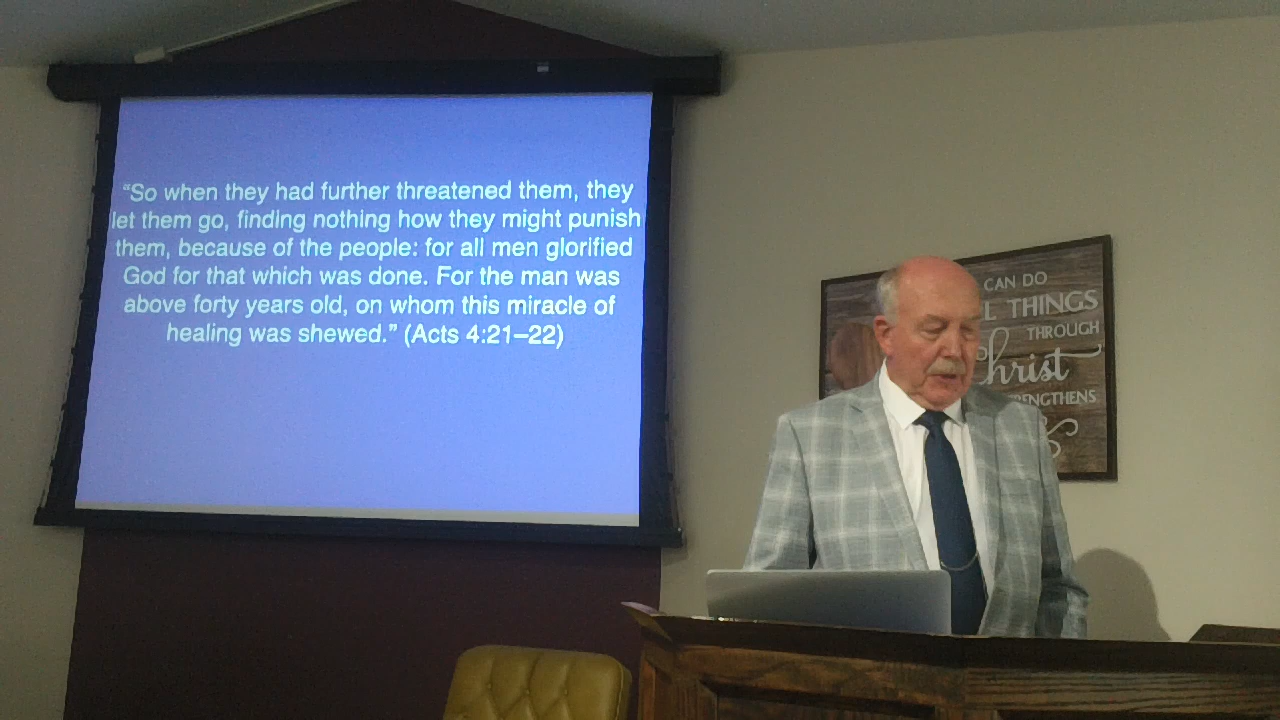 “So when they had further threatened them, they
let them go, finding nothing how they might punish
them, because of the people: for all men glorified
God for that which was done. For the man was
above forty years old, on whom this miracle of
healing was shewed.” (Acts 4:21–22)
CAN DO
THINGS
THROUGH
Christ